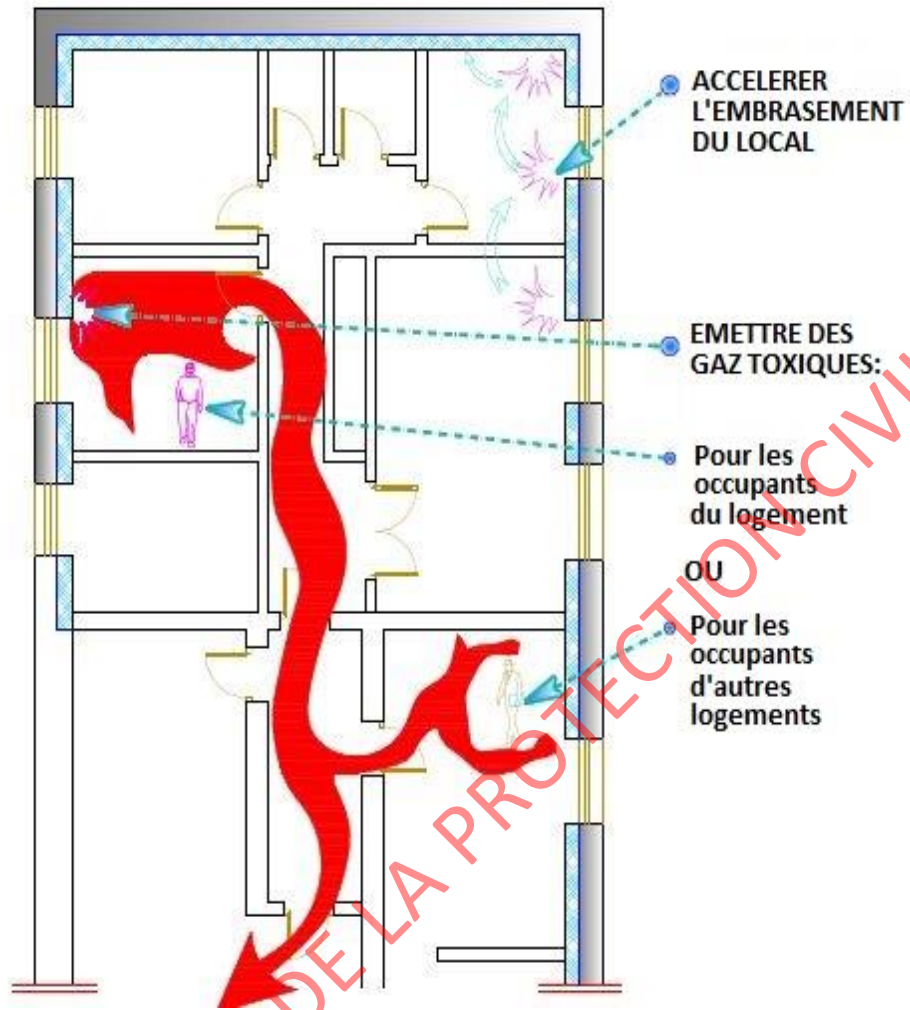 ACCELERER
L'EMBRASEMENT
DU LOCAL
EMETTRE DES
GAZ TOXIQUES:
Pour les
occupants
du logement
OU
Pour les
occupants
d'autres
logements
DE LA PROTECTION CIVIL